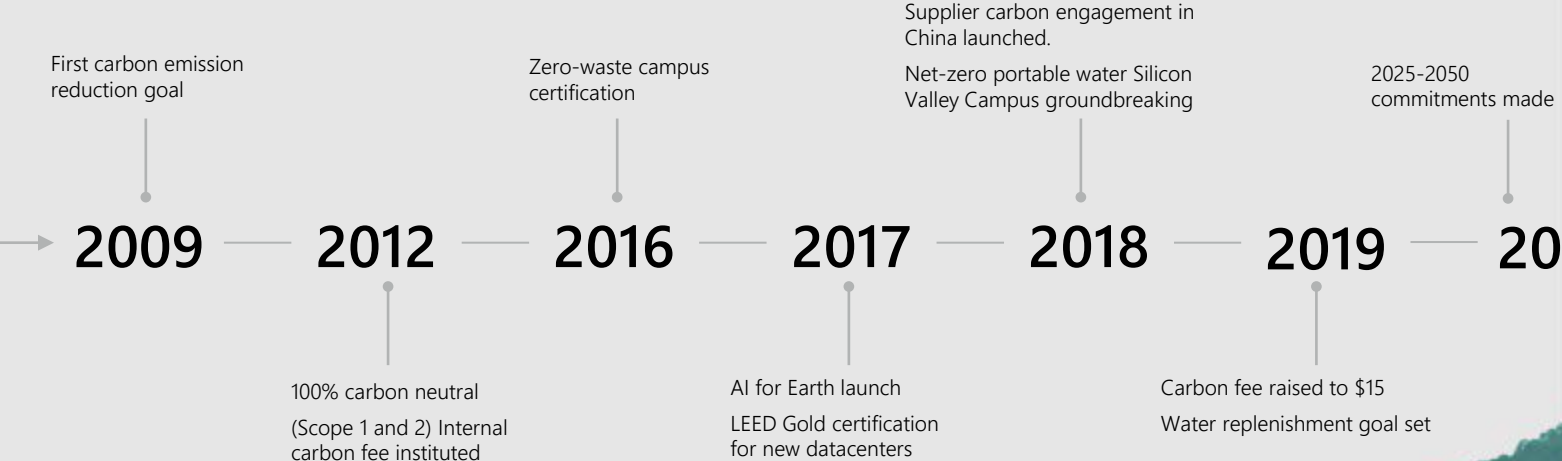 Supplier carbon engagement in
China launched.
First carbon emission
reduction goal
Zero-waste campus
certification
Net-zero portable water Silicon
Valley Campus groundbreaking
2025-2050
commitments made
2009
2012
2016
2017
2018
2019
20
100% carbon neutral
(Scope 1 and 2) Internal
carbon fee instituted
AI for Earth launch
LEED Gold certification
for new datacenters
Carbon fee raised to $15
Water replenishment goal set